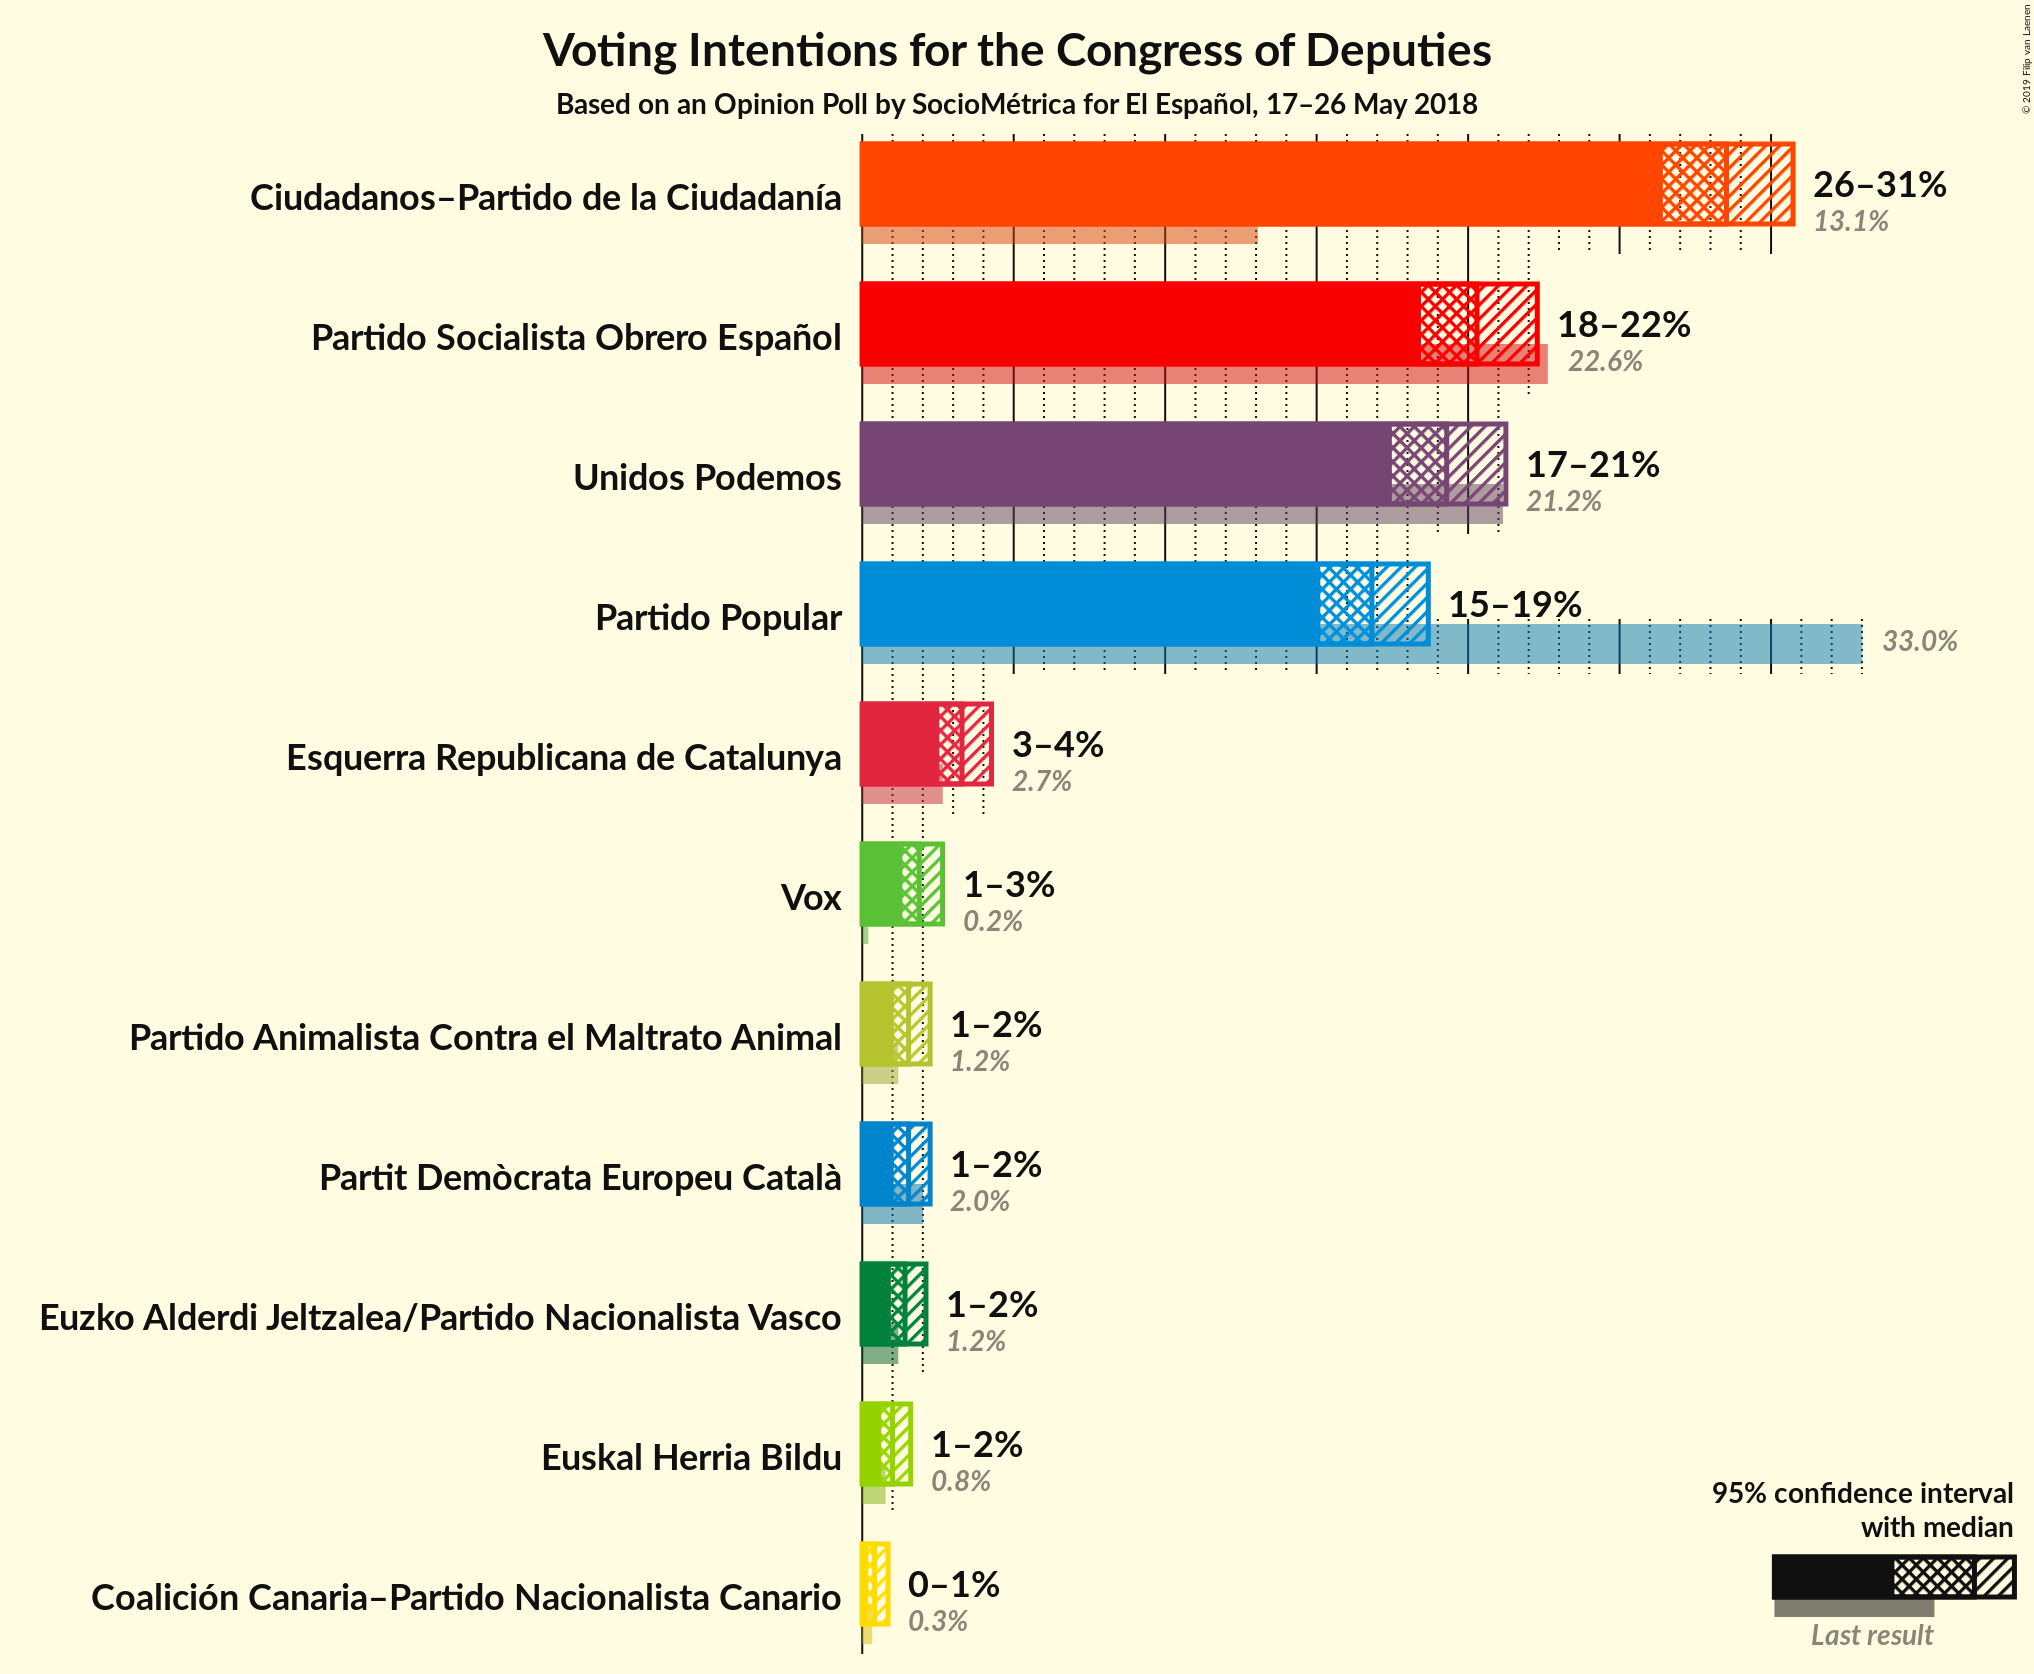 Voting Intentions for the Congress of Deputies
Based on an Opinion Poll by SocioMétrica for El Español, 17–26 May 2018
© 2019 Filip van Laenen
Ciudadanos–Partido de la Ciudadanía
26–31%
13.1%
Partido Socialista Obrero Español
18–22%
22.6%
Unidos Podemos
17–21%
21.2%
Partido Popular
15–19%
33.0%
Esquerra Republicana de Catalunya
3–4%
2.7%
Vox
1–3%
0.2%
Partido Animalista Contra el Maltrato Animal
1–2%
1.2%
Partit Demòcrata Europeu Català
1–2%
2.0%
Euzko Alderdi Jeltzalea/Partido Nacionalista Vasco
1–2%
1.2%
Euskal Herria Bildu
1–2%
0.8%
Coalición Canaria–Partido Nacionalista Canario
0–1%
0.3%
95% confidence interval
with median
Last result